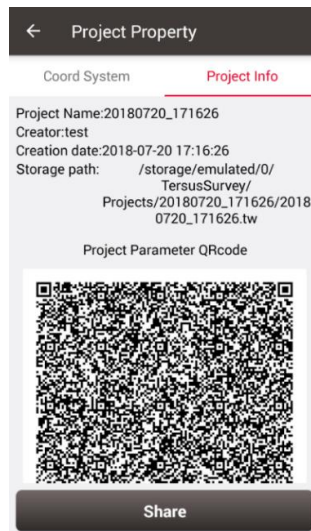 Project Property
Coord System
Project Info
Project Name:20180720_171626
Creator:test
Creation date:2018-07-20 17:16:26
Storage path: /storage/emulated/0/
TersusSurvey/
Projects/20180720_171626/2018
0720_171626.tw
Project Parameter QRcode
Share